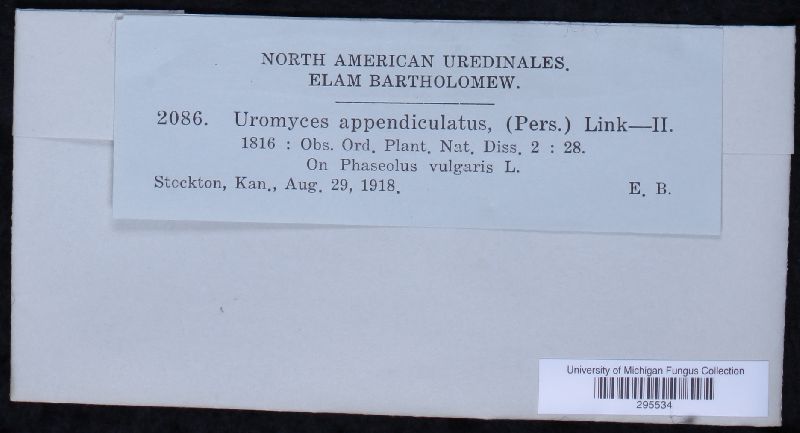 NORTH AMERICAN UREDINALES.
ELAM BARTHOLOMEW.
2086. Uromyces appendiculatus, (Pers.) Link—II.
1816 : Obs. Ord. Plant. Nat. Diss. 2 : 28.
On Phaseolus vulgaris L.
Stockton, Kan., Aug. 29, 1918. E. B.
University of Michigan Fungus Collection
295534